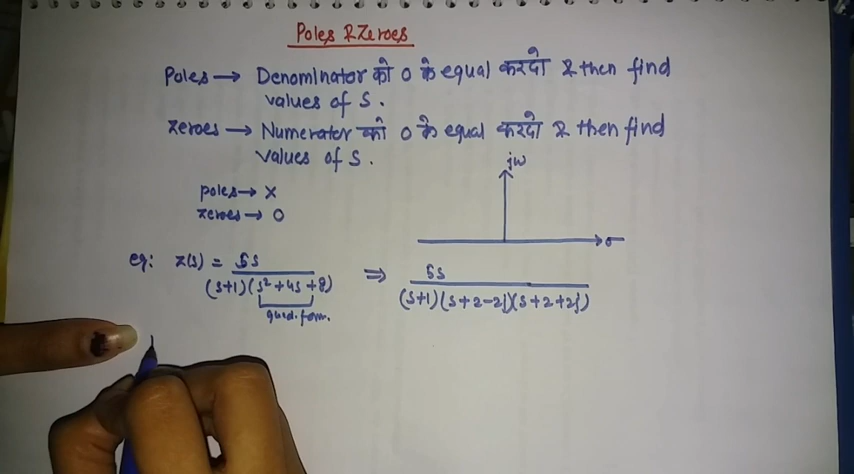 Poles & Zeroes
Poles → Denominator को 0 के equal करदो & then find
values of S.
Zeroes → Numerator को 0 के equal करदो & then find
values of S.
jω
poles → X
zeroes → O
σ
eg: z(s) = 5s / (s+1)(s²+4s+8) ⇒ 5s / (s+1)(s+2-2j)(s+2+2j)
quad. form.